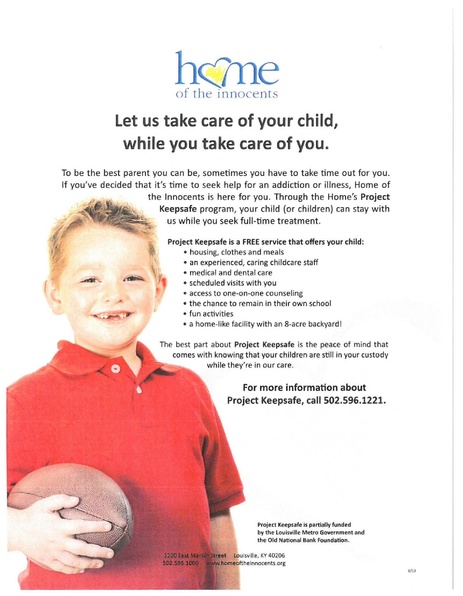 home
of the innocents
Let us take care of your child,
while you take care of you.
To be the best parent you can be, sometimes you have to take time out for you.
If you've decided that it's time to seek help for an addiction or illness, Home of
the Innocents is here for you. Through the Home's Project
Keepsafe program, your child (or children) can stay with
us while you seek full-time treatment.
Project Keepsafe is a FREE service that offers your child:
• housing, clothes and meals
• an experienced, caring childcare staff
• medical and dental care
• scheduled visits with you
• access to one-on-one counseling
• the chance to remain in their own school
• fun activities
• a home-like facility with an 8-acre backyard!
The best part about Project Keepsafe is the peace of mind that
comes with knowing that your children are still in your custody
while they're in our care.
For more information about
Project Keepsafe, call 502.596.1221.
Project Keepsafe is partially funded
by the Louisville Metro Government and
the Old National Bank Foundation.
1100 East Market Street Louisville, KY 40206
502.596.1000 www.homeoftheinnocents.org